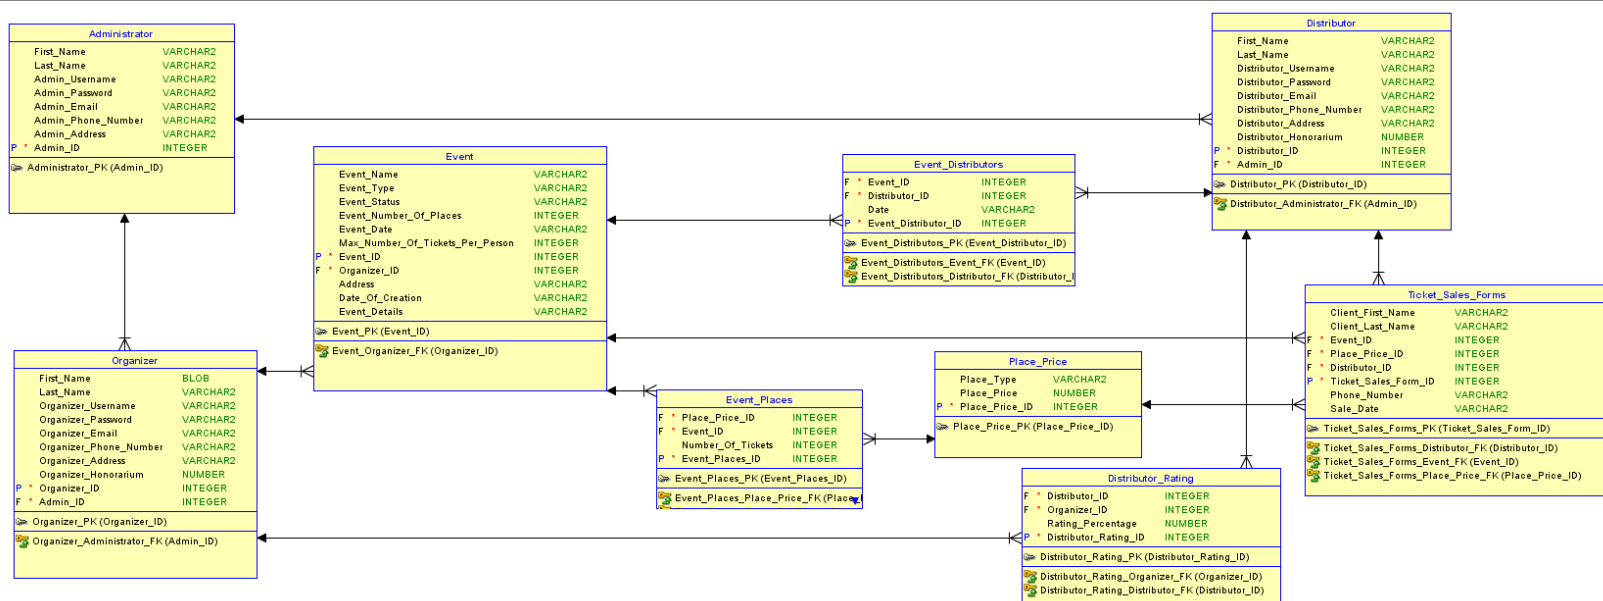 Administrator
First_Name VARCHAR2
Last_Name VARCHAR2
Admin_Username VARCHAR2
Admin_Password VARCHAR2
Admin_Email VARCHAR2
Admin_Phone_Number VARCHAR2
Admin_Address VARCHAR2
P * Admin_ID INTEGER
Administrator_PK (Admin_ID)
Distributor
First_Name VARCHAR2
Last_Name VARCHAR2
Distributor_Username VARCHAR2
Distributor_Password VARCHAR2
Distributor_Email VARCHAR2
Distributor_Phone_Number VARCHAR2
Distributor_Address VARCHAR2
Distributor_Honorarium NUMBER
P * Distributor_ID INTEGER
F * Admin_ID INTEGER
Distributor_PK (Distributor_ID)
Distributor_Administrator_FK (Admin_ID)
Event
Event_Name VARCHAR2
Event_Type VARCHAR2
Event_Status VARCHAR2
Event_Number_Of_Places INTEGER
Event_Date VARCHAR2
Max_Number_Of_Tickets_Per_Person INTEGER
P * Event_ID INTEGER
F * Organizer_ID INTEGER
Address VARCHAR2
Date_Of_Creation VARCHAR2
Event_Details VARCHAR2
Event_PK (Event_ID)
Event_Organizer_FK (Organizer_ID)
Event_Distributors
F * Event_ID INTEGER
F * Distributor_ID INTEGER
Date VARCHAR2
P * Event_Distributor_ID INTEGER
Event_Distributors_PK (Event_Distributor_ID)
Event_Distributors_Event_FK (Event_ID)
Event_Distributors_Distributor_FK (Distributor_I
Ticket_Sales_Forms
Client_First_Name VARCHAR2
Client_Last_Name VARCHAR2
F * Event_ID INTEGER
F * Place_Price_ID INTEGER
F * Distributor_ID INTEGER
P * Ticket_Sales_Form_ID INTEGER
Phone_Number VARCHAR2
Sale_Date VARCHAR2
Ticket_Sales_Forms_PK (Ticket_Sales_Form_ID)
Ticket_Sales_Forms_Distributor_FK (Distributor_ID)
Ticket_Sales_Forms_Event_FK (Event_ID)
Ticket_Sales_Forms_Place_Price_FK (Place_Price_ID)
Organizer
First_Name BLOB
Last_Name VARCHAR2
Organizer_Username VARCHAR2
Organizer_Password VARCHAR2
Organizer_Email VARCHAR2
Organizer_Phone_Number VARCHAR2
Organizer_Address VARCHAR2
Organizer_Honorarium NUMBER
P * Organizer_ID INTEGER
F * Admin_ID INTEGER
Organizer_PK (Organizer_ID)
Organizer_Administrator_FK (Admin_ID)
Place_Price
Place_Type VARCHAR2
Place_Price NUMBER
P * Place_Price_ID INTEGER
Place_Price_PK (Place_Price_ID)
Event_Places
F * Place_Price_ID INTEGER
F * Event_ID INTEGER
Number_Of_Tickets INTEGER
P * Event_Places_ID INTEGER
Event_Places_PK (Event_Places_ID)
Event_Places_Place_Price_FK (Place_
Distributor_Rating
F * Distributor_ID INTEGER
F * Organizer_ID INTEGER
Rating_Percentage NUMBER
P * Distributor_Rating_ID INTEGER
Distributor_Rating_PK (Distributor_Rating_ID)
Distributor_Rating_Organizer_FK (Organizer_ID)
Distributor_Rating_Distributor_FK (Distributor_ID)